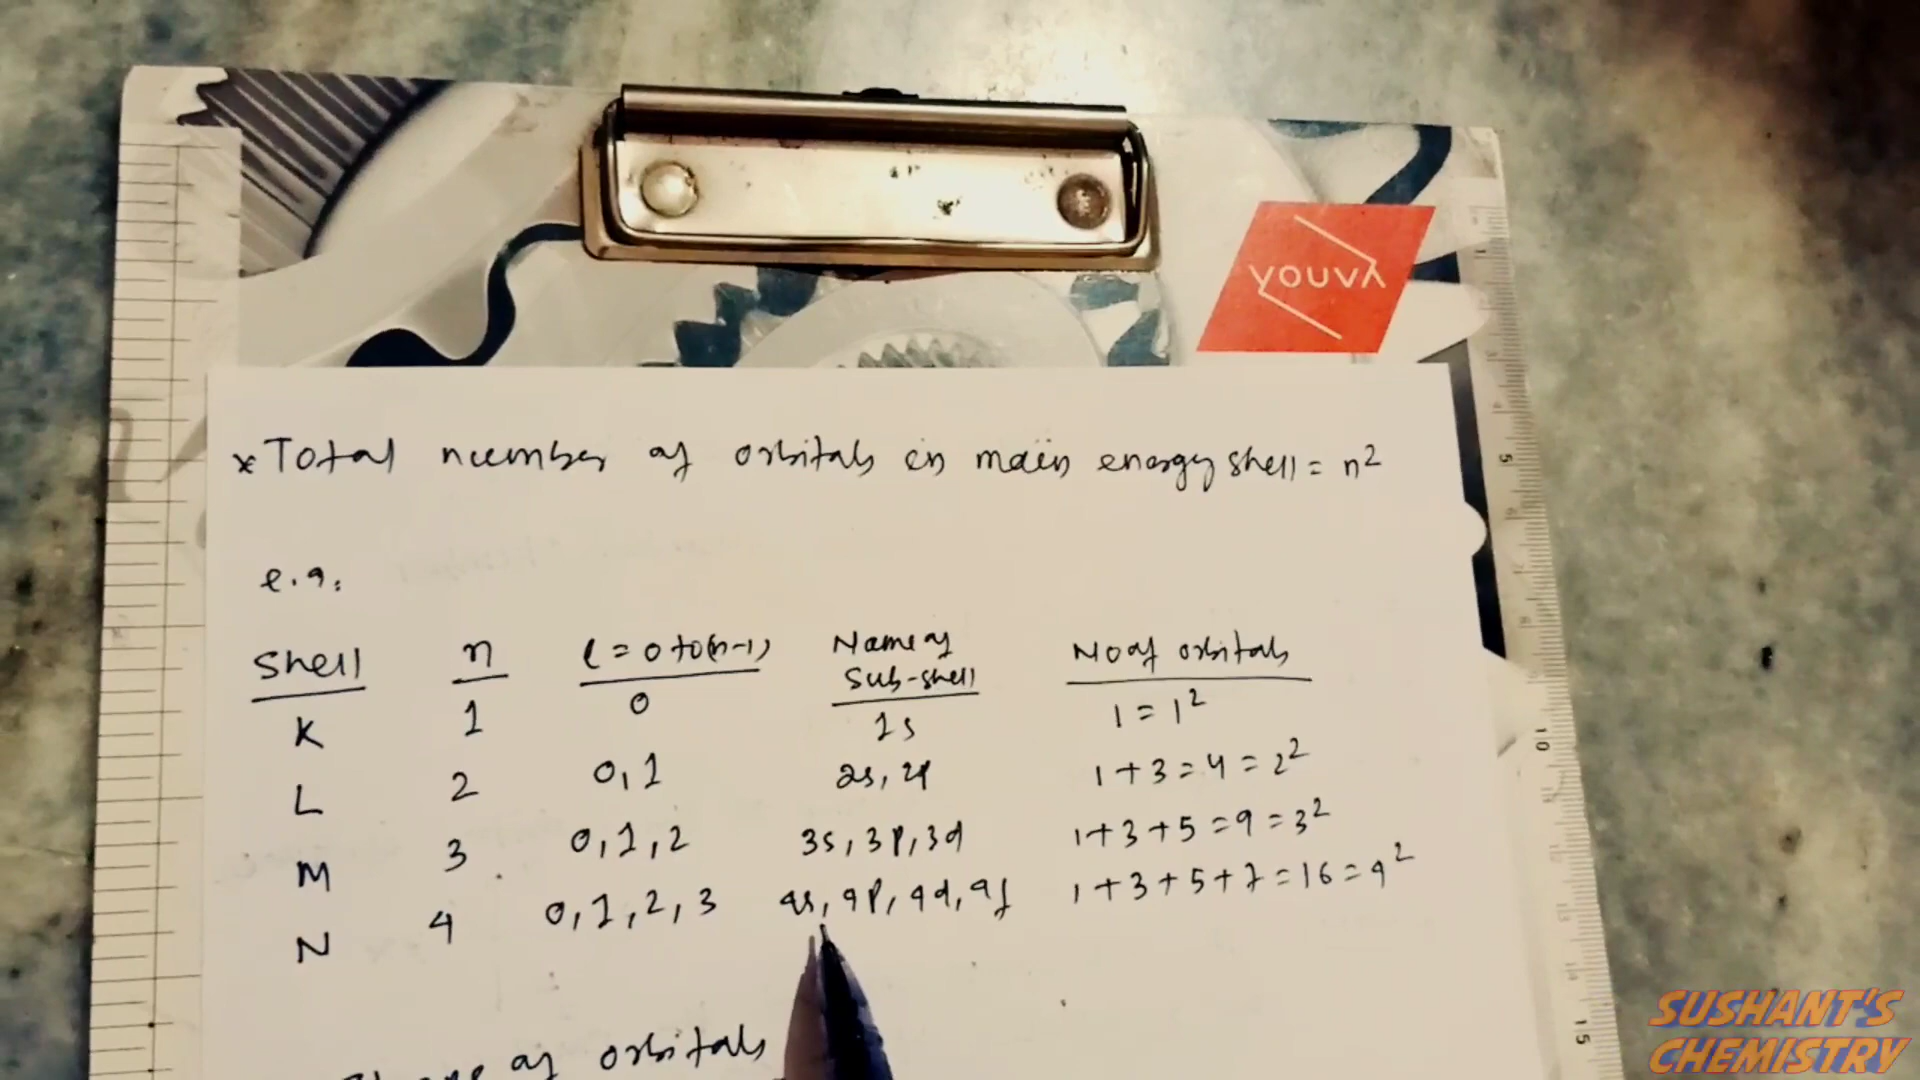 YOUVA
*Total number of orbitals in main energy shell = n²
e.g.
Shell n l = 0 to (n-1) Name of Sub-shell No of orbitals
K 1 0 1s 1 = 1²
L 2 0, 1 2s, 2p 1 + 3 = 4 = 2²
M 3 0, 1, 2 3s, 3p, 3d 1 + 3 + 5 = 9 = 3²
N 4 0, 1, 2, 3 4s, 4p, 4d, 4f 1 + 3 + 5 + 7 = 16 = 4²
Shape of orbitals
SUSHANT'S
CHEMISTRY